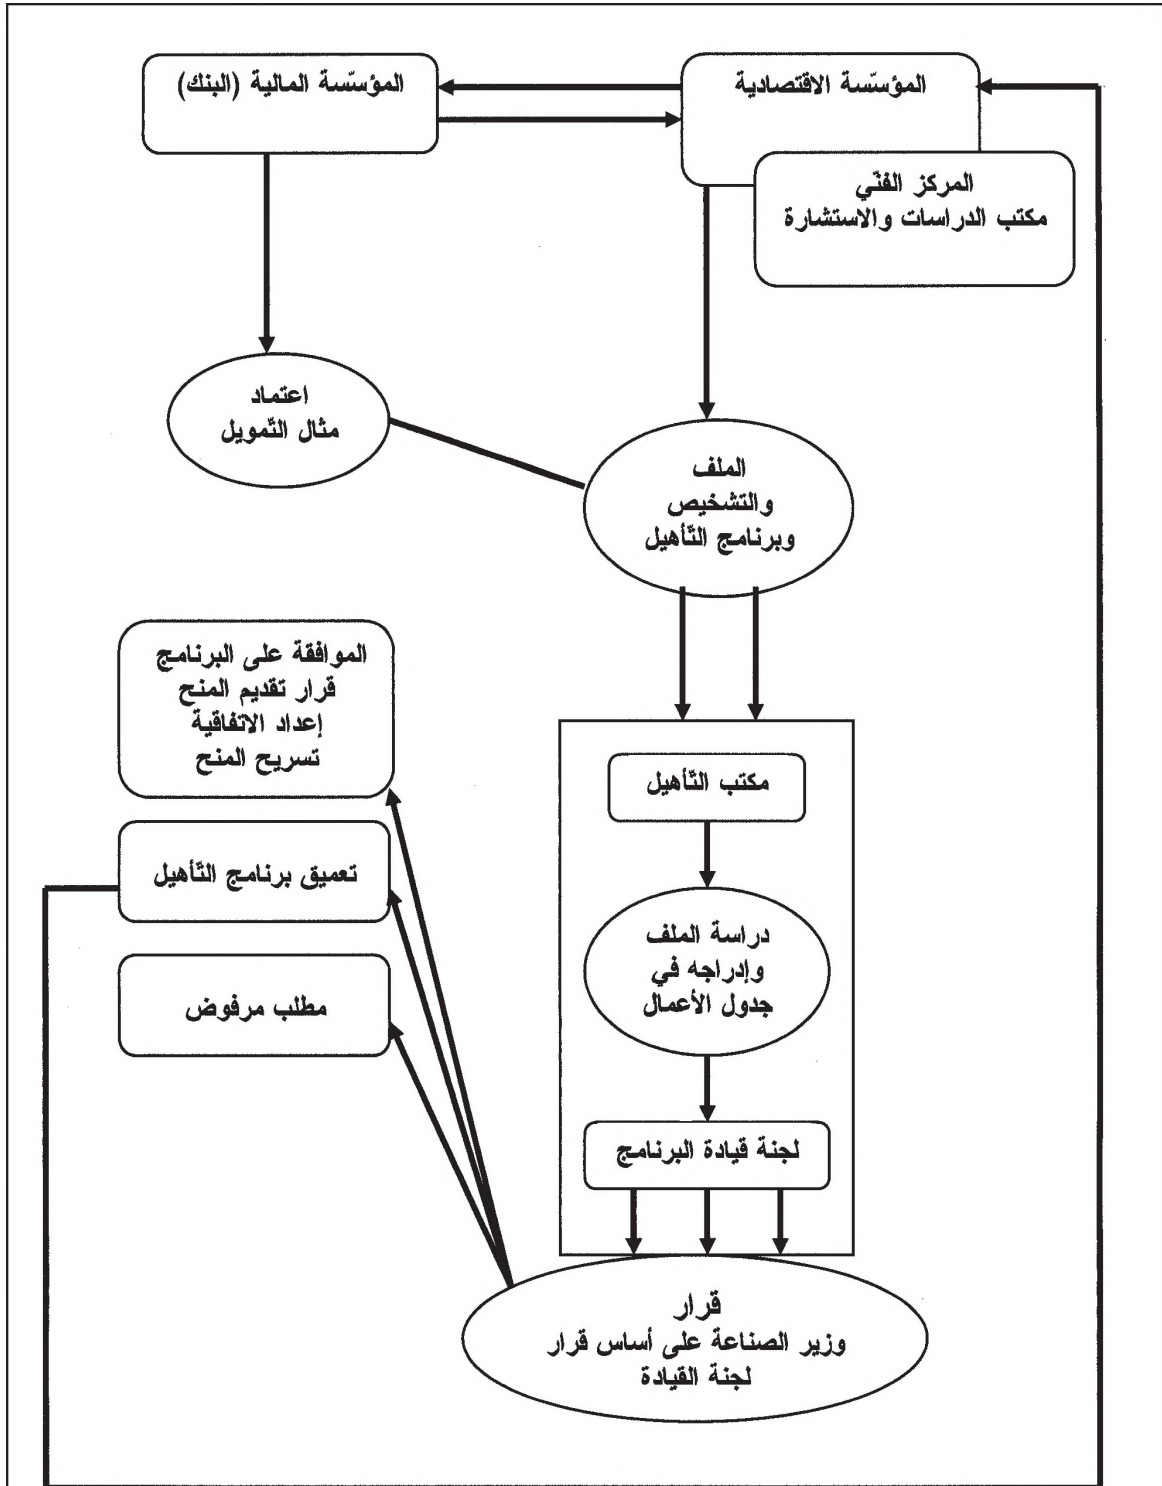 المؤسّسة الاقتصادية
المؤسّسة المالية (البنك)
المركز الفنّي
مكتب الدراسات والاستشارة
اعتماد
مثال التّمويل
الملف
والتشخيص
وبرنامج التّأهيل
الموافقة على البرنامج
قرار تقديم المنح
إعداد الاتفاقية
تسريح المنح
مكتب التّأهيل
تعميق برنامج التّأهيل
دراسة الملف
وإدراجه في
جدول الأعمال
مطلب مرفوض
لجنة قيادة البرنامج
قرار
وزير الصناعة على أساس قرار
لجنة القيادة